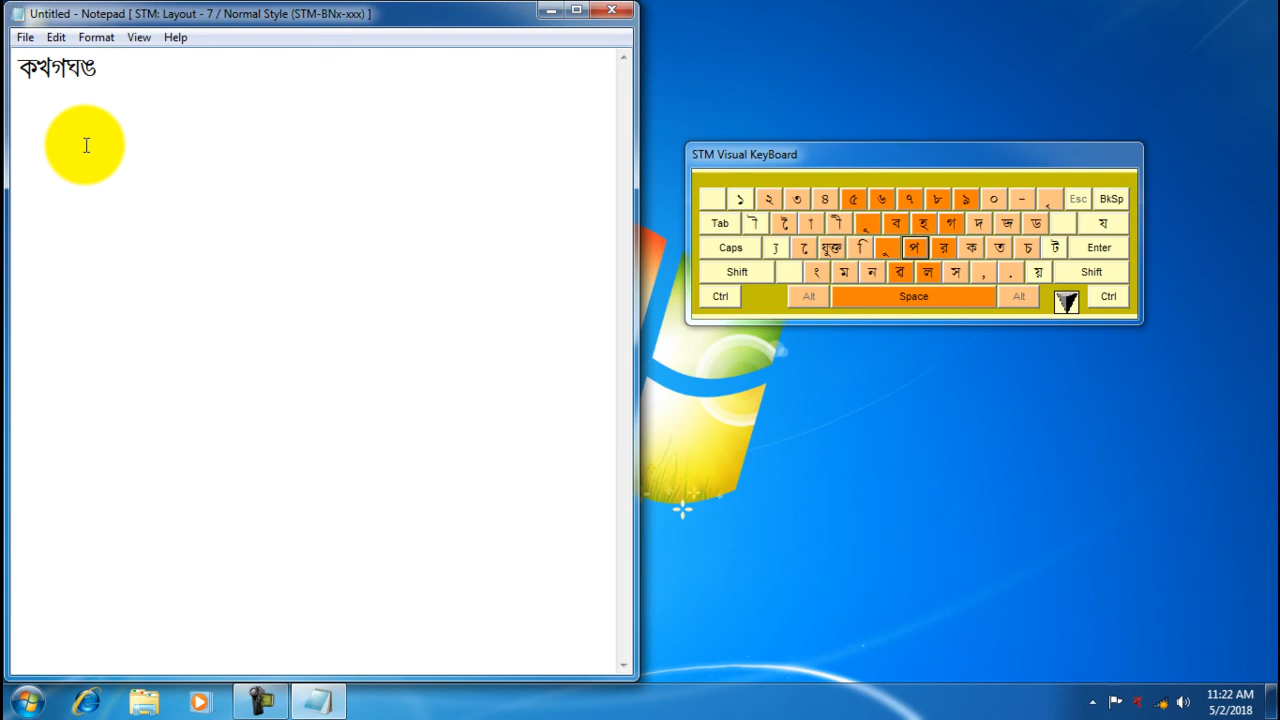 Untitled - Notepad [ STM: Layout - 7 / Normal Style (STM-BNx-xxx) ]
File Edit Format View Help
কখগঘঙ
STM Visual KeyBoard
১ ২ ৩ ৪ ৫ ৬ ৭ ৮ ৯ ০ - ৃ Esc BkSp
Tab ৗ ৈ া ী ূ ব হ গ দ জ ড য
Caps ্য ে যুক্ত ি ু প র ক ত চ ট Enter
Shift ং ম ন ৱ ল স , . য় Shift
Ctrl Alt Space Alt Ctrl
11:22 AM
5/2/2018